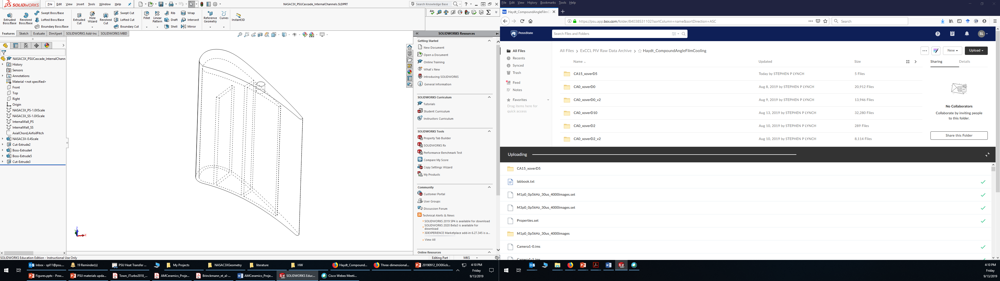 SOLIDWORKS
File Edit View Insert Tools Window Help
NASAC3X_PSUCascade_InternalChannels.SLDPRT
Search Knowledge Base
Extruded Boss/Base
Revolved Boss/Base
Swept Boss/Base
Lofted Boss/Base
Boundary Boss/Base
Extruded Cut
Hole Wizard
Revolved Cut
Swept Cut
Lofted Cut
Boundary Cut
Fillet
Linear Pattern
Rib
Draft
Shell
Wrap
Intersect
Mirror
Reference Geometry
Curves
Instant3D
Features Sketch Evaluate DimXpert SOLIDWORKS Add-Ins SOLIDWORKS MBD
NASAC3X_PSUCascade_InternalChann
History
Sensors
Annotations
Material <not specified>
Front
Top
Right
Origin
NASAC3X_PS-1.0XScale
NASAC3X_SS-1.0XScale
InternalWall_PS
InternalWall_SS
AxialChord,AirfoilPitch
NASAC3X-0.4Scale
Cut-Extrude2
Boss-Extrude4
Boss-Extrude5
Cut-Extrude3
Z
X
SOLIDWORKS Resources
Getting Started
New Document
Open a Document
Online Training
What's New
Introducing SOLIDWORKS
General Information
SOLIDWORKS Curriculum
Tutorials
Student Curriculum
Instructors Curriculum
SOLIDWORKS Tools
Property Tab Builder
SOLIDWORKS Rx
Performance Benchmark Test
Compare My Score
Copy Settings Wizard
My Products
Community
Customer Portal
User Groups
Discussion Forum
Technical Alerts & News
SOLIDWORKS 2019 SP4 is available for download
SOLIDWORKS 2020 Beta3 is available for
download
3DEXPERIENCE Marketplace add-in 6.27.345 is a...
View All
Online Resources
SOLIDWORKS Education Edition - Instructional Use Only
Editing Part
MKS
Inbox - spl11@psu....
19 Reminder(s)
PSU Heat Transfer ...
My Projects
NASAC3XGeometry
literature
HW
Haydt_Compound...
Three-dimensional...
20190912_DOEKick...
Figures.pptx - Pow...
PSU materials upda...
Town_JTurbo2018_...
AMCeramics_Proje...
Brinckmann_et_al-...
AMCeramics_Proje...
SOLIDWORKS Educ...
Cisco Webex Meeti...
4:10 PM
Friday
9/13/2019
File Edit View History Bookmarks Tools Help
Haydt_CompoundAngleFilmC
https://psu.app.box.com/folder/84038531102?sortColumn=name&sortDirection=ASC
Search
PennState
Search Files and Folders
SL
All Files
Recents
Synced
Trash
Feed
Notes
Favorites
Drag items here for
quick access
All Files > ExCCL PIV Raw Data Archive > Haydt_CompoundAngleFilmCooling
New
Upload
Name Updated Size
CA15_xoverD5 Today by STEPHEN P LYNCH 5 Files
CA0_xoverD0 Aug 8, 2019 by STEPHEN P LYNCH 20,912 Files
CA0_xoverD0_v2 Aug 9, 2019 by STEPHEN P LYNCH 13,946 Files
CA0_xoverD10 Aug 13, 2019 by STEPHEN P LYNCH 32,280 Files
CA0_xoverD2 Aug 10, 2019 by STEPHEN P LYNCH 289 Files
CA0_xoverD2_v2 Aug 10, 2019 by STEPHEN P LYNCH 8,114 Files
Sharing Details
No Collaborators
Collaborate by inviting people
to this folder.
Share this Folder
Uploading
CA15_xoverD5
labbook.txt
M1p0_0p5kHz_30us_4000images.set
M3p0_0p5kHz_30us_4000images.set
Properties.set
M1p0_0p5kHz_30us_4000images
Camera1-0.ims
Camera1-1.ims
4:10 PM
Friday
9/13/2019